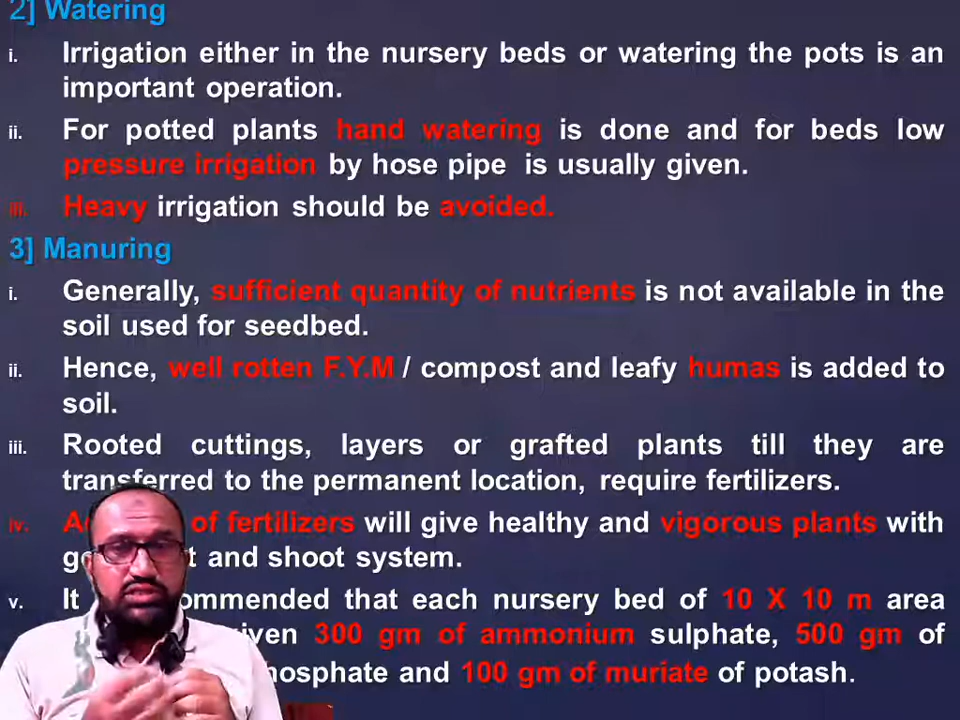 2] Watering
i. Irrigation either in the nursery beds or watering the pots is an
important operation.
ii. For potted plants hand watering is done and for beds low
pressure irrigation by hose pipe is usually given.
iii. Heavy irrigation should be avoided.
3] Manuring
i. Generally, sufficient quantity of nutrients is not available in the
soil used for seedbed.
ii. Hence, well rotten F.Y.M / compost and leafy humas is added to
soil.
iii. Rooted cuttings, layers or grafted plants till they are
transferred to the permanent location, require fertilizers.
iv. of fertilizers will give healthy and vigorous plants with
and shoot system.
v. It that each nursery bed of 10 X 10 m area
300 gm of ammonium sulphate, 500 gm of
and 100 gm of muriate of potash.